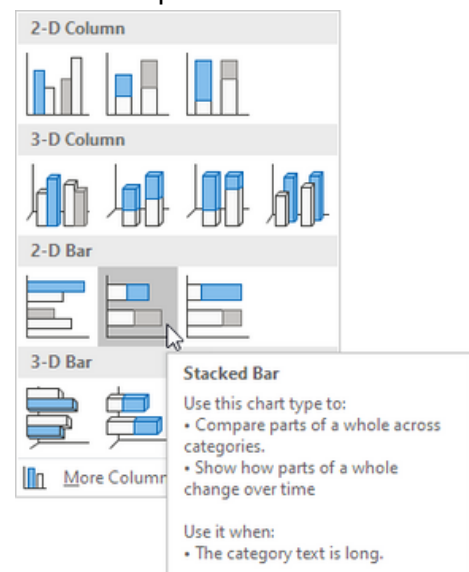 2-D Column
3-D Column
2-D Bar
3-D Bar
Stacked Bar
Use this chart type to:
• Compare parts of a whole across
categories.
• Show how parts of a whole
change over time
Use it when:
• The category text is long.
More Column